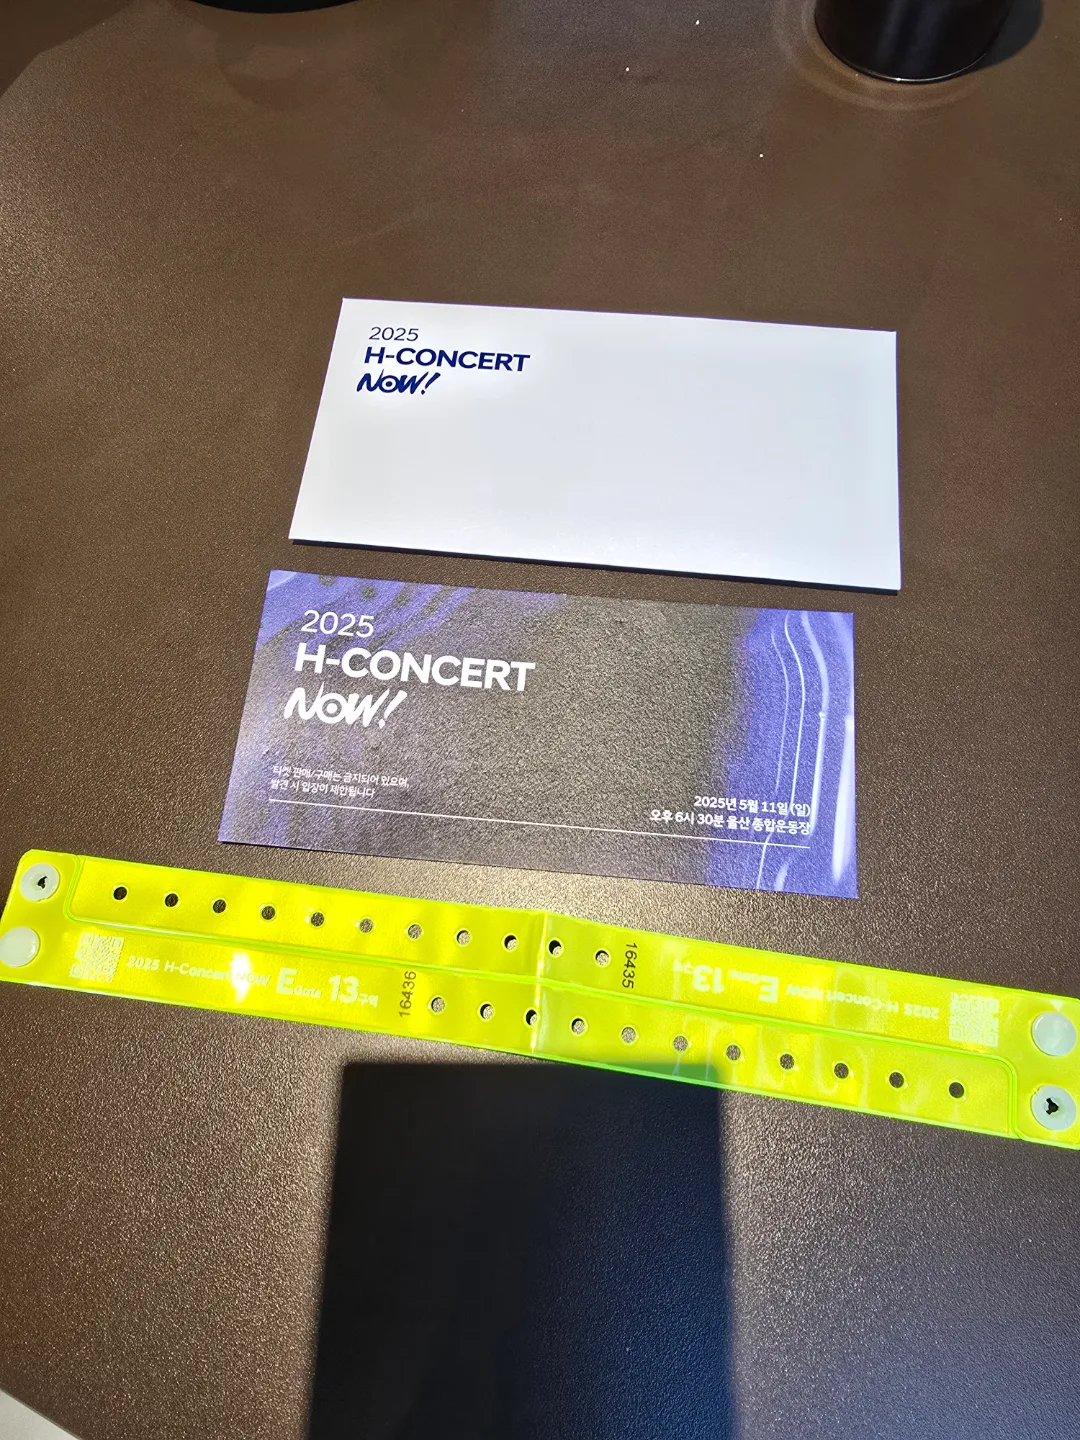 2025
H-CONCERT
NOW!
2025
H-CONCERT
NOW!
티켓 판매/구매는 금지되어 있으며,
발견 시 입장이 제한됩니다
2025년 5월 11일 (일)
오후 6시 30분 울산 종합운동장
16435
2025 H-Concert NOW E Gate 13구역
2025 H-Concert NOW E Gate 13구역
16436